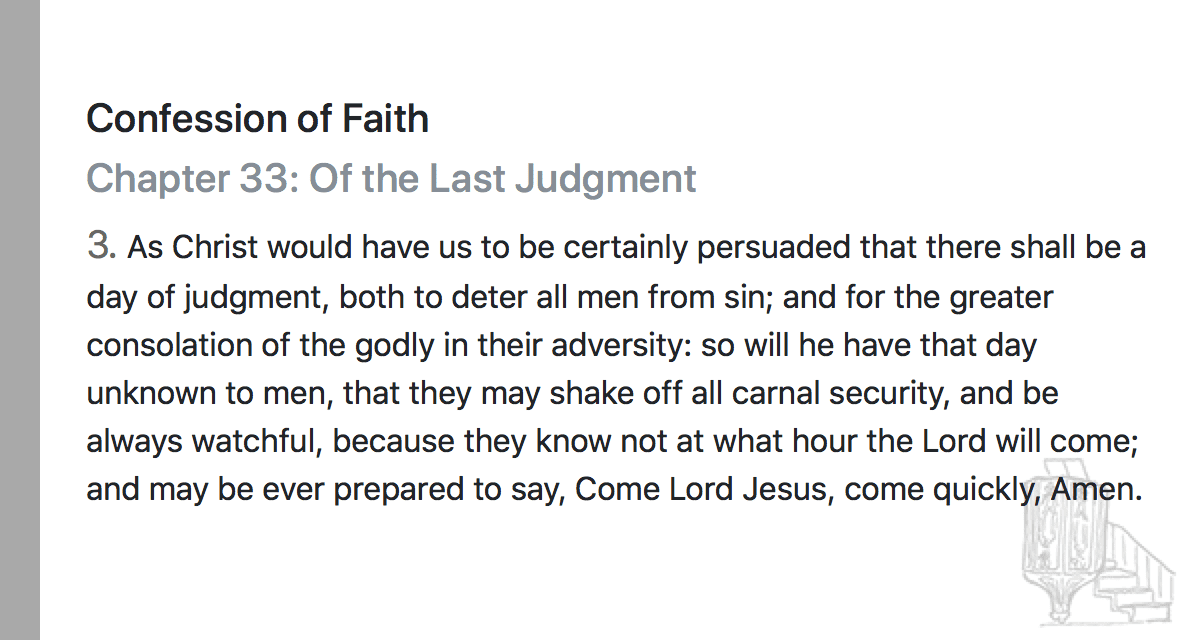 Confession of Faith
Chapter 33: Of the Last Judgment
3. As Christ would have us to be certainly persuaded that there shall be a
day of judgment, both to deter all men from sin; and for the greater
consolation of the godly in their adversity: so will he have that day
unknown to men, that they may shake off all carnal security, and be
always watchful, because they know not at what hour the Lord will come;
and may be ever prepared to say, Come Lord Jesus, come quickly, Amen.